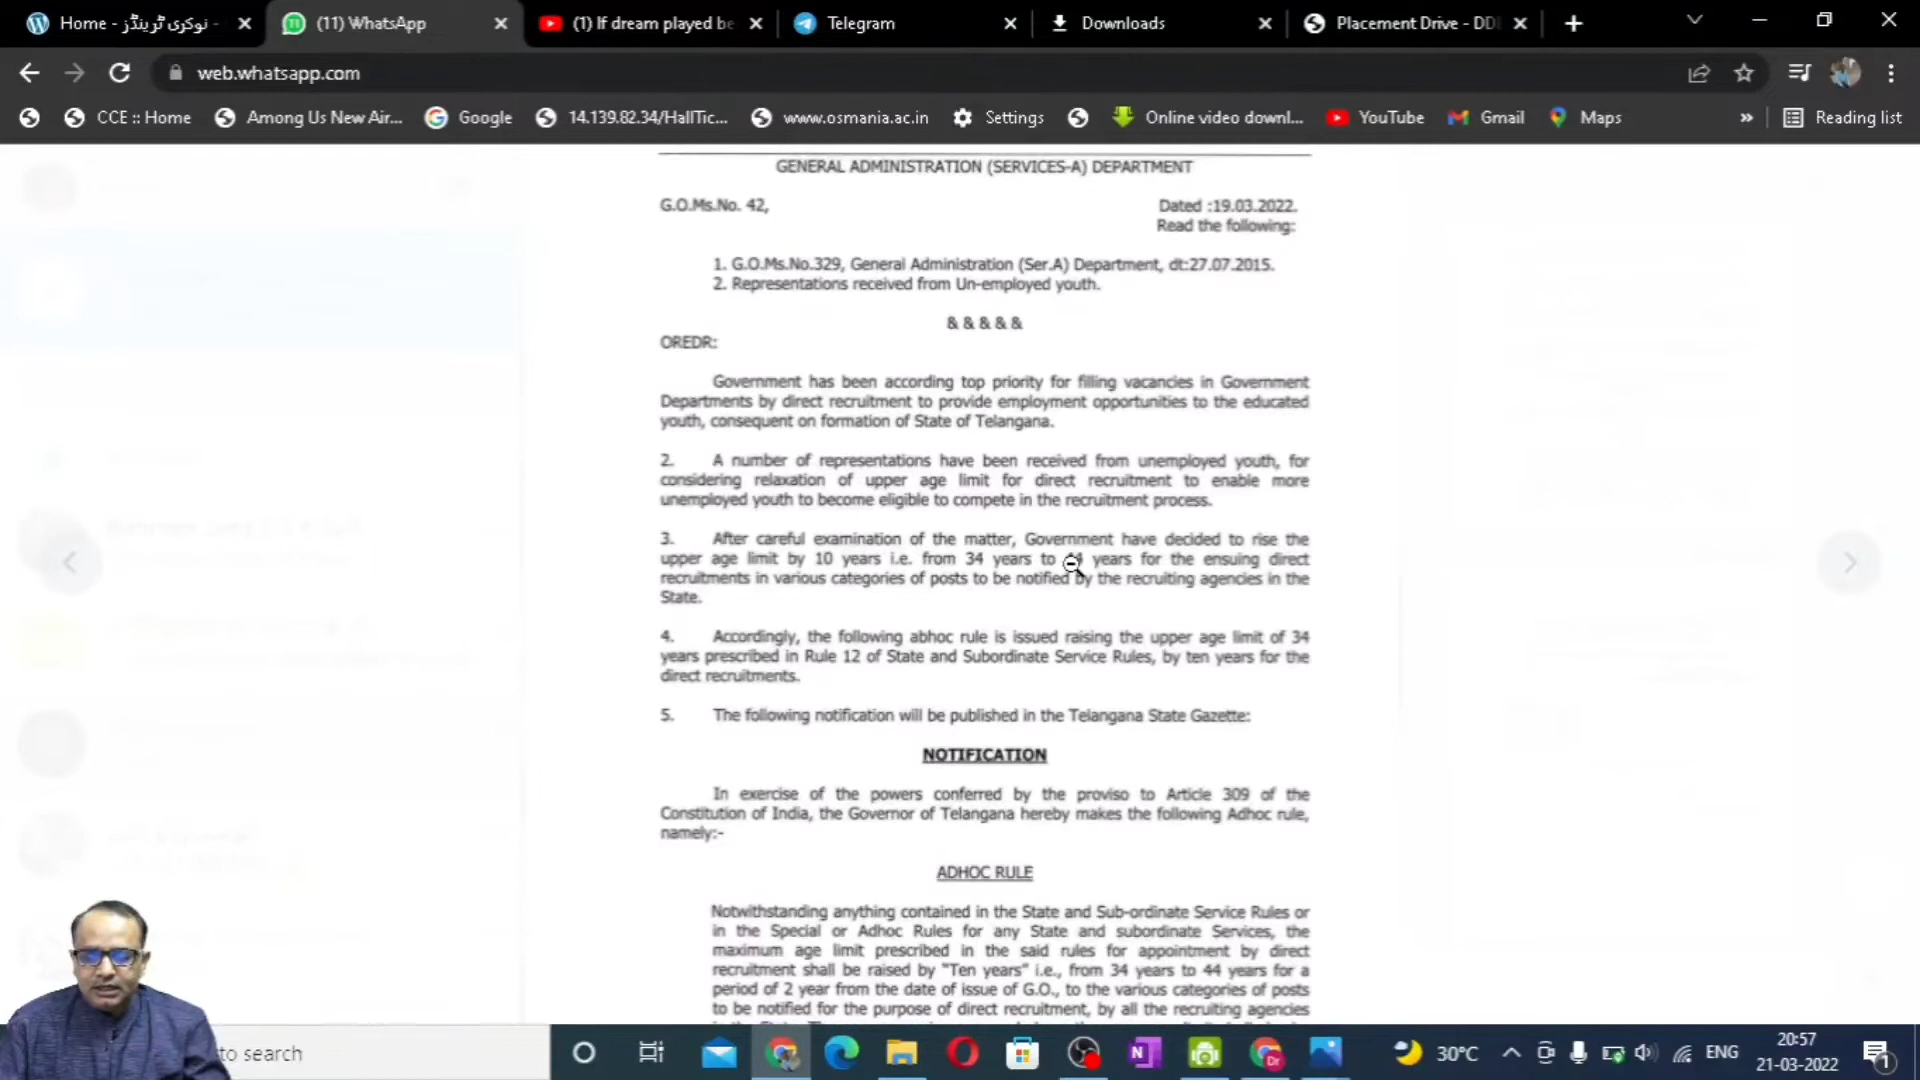 Home - نوکری ٹرینڈز
(11) WhatsApp
(1) If dream played be
Telegram
Downloads
Placement Drive - DDI
web.whatsapp.com
CCE :: Home
Among Us New Air...
Google
14.139.82.34/HallTic...
www.osmania.ac.in
Settings
Online video downl...
YouTube
Gmail
Maps
»
Reading list
GENERAL ADMINISTRATION (SERVICES-A) DEPARTMENT
G.O.Ms.No. 42,
Dated :19.03.2022.
Read the following:
1. G.O.Ms.No.329, General Administration (Ser.A) Department, dt:27.07.2015.
2. Representations received from Un-employed youth.
& & & & &
OREDR:
Government has been according top priority for filling vacancies in Government
Departments by direct recruitment to provide employment opportunities to the educated
youth, consequent on formation of State of Telangana.
2. A number of representations have been received from unemployed youth, for
considering relaxation of upper age limit for direct recruitment to enable more
unemployed youth to become eligible to compete in the recruitment process.
3. After careful examination of the matter, Government have decided to rise the
upper age limit by 10 years i.e. from 34 years to 44 years for the ensuing direct
recruitments in various categories of posts to be notified by the recruiting agencies in the
State.
4. Accordingly, the following abhoc rule is issued raising the upper age limit of 34
years prescribed in Rule 12 of State and Subordinate Service Rules, by ten years for the
direct recruitments.
5. The following notification will be published in the Telangana State Gazette:
NOTIFICATION
In exercise of the powers conferred by the proviso to Article 309 of the
Constitution of India, the Governor of Telangana hereby makes the following Adhoc rule,
namely:-
ADHOC RULE
Notwithstanding anything contained in the State and Sub-ordinate Service Rules or
in the Special or Adhoc Rules for any State and subordinate Services, the
maximum age limit prescribed in the said rules for appointment by direct
recruitment shall be raised by "Ten years" i.e., from 34 years to 44 years for a
period of 2 year from the date of issue of G.O., to the various categories of posts
to be notified for the purpose of direct recruitment, by all the recruiting agencies
to search
30°C
ENG
20:57
21-03-2022
1